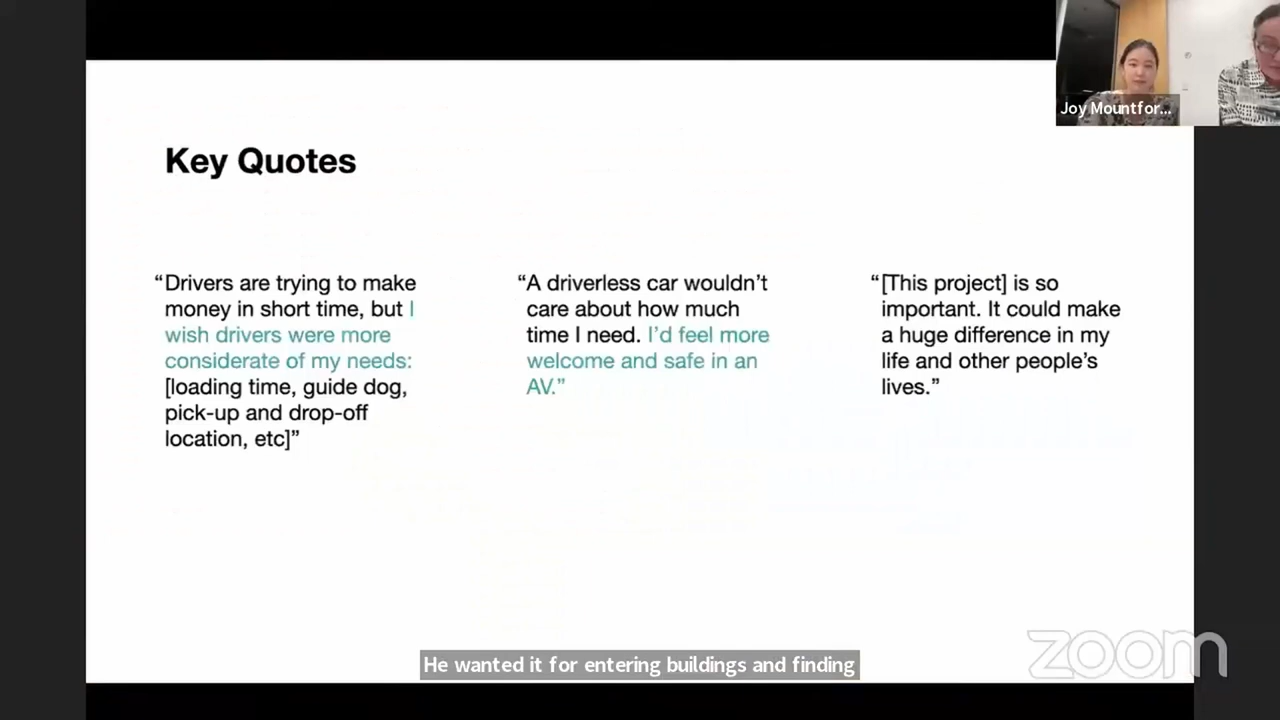 Joy Mountfor...
Key Quotes
“Drivers are trying to make
money in short time, but I
wish drivers were more
considerate of my needs:
[loading time, guide dog,
pick-up and drop-off
location, etc]”
“A driverless car wouldn’t
care about how much
time I need. I’d feel more
welcome and safe in an
AV.”
“[This project] is so
important. It could make
a huge difference in my
life and other people’s
lives.”
He wanted it for entering buildings and finding
zoom